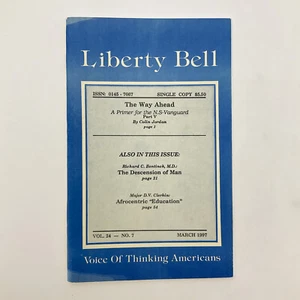 Liberty Bell
ISSN: 0145-7667 SINGLE COPY $5.50
The Way Ahead
A Primer for the N.S-Vanguard
Part V
By Colin Jordan
page 1
ALSO IN THIS ISSUE:
Richard C. Bentinck, M.D.:
The Descension of Man
page 31
Major D.V. Clerkin:
Afrocentric "Education"
page 54
VOL. 24 — NO. 7 MARCH 1997
Voice Of Thinking Americans